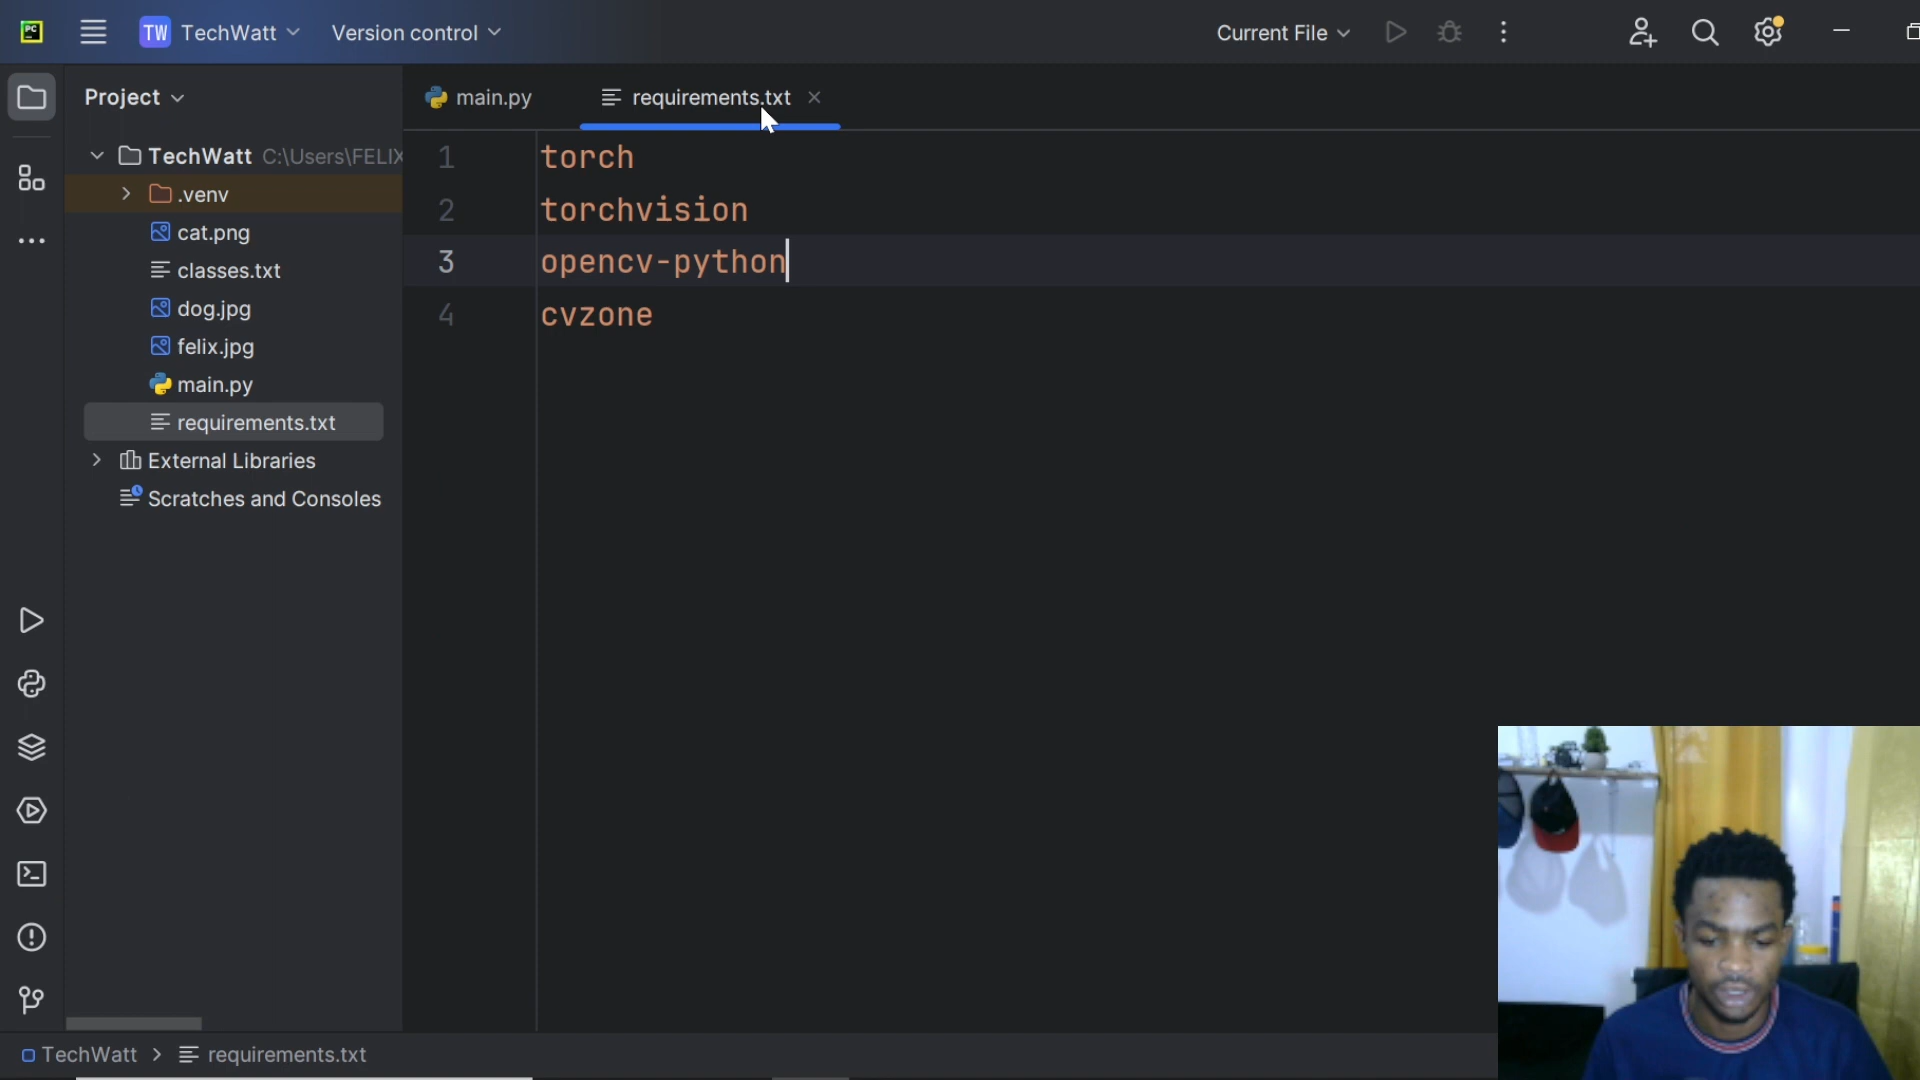 PC
TW TechWatt
Version control
Current File
Project
main.py
requirements.txt
TechWatt C:\Users\FELIX
.venv
cat.png
classes.txt
dog.jpg
felix.jpg
main.py
requirements.txt
External Libraries
Scratches and Consoles
1 torch
2 torchvision
3 opencv-python
4 cvzone
TechWatt > requirements.txt